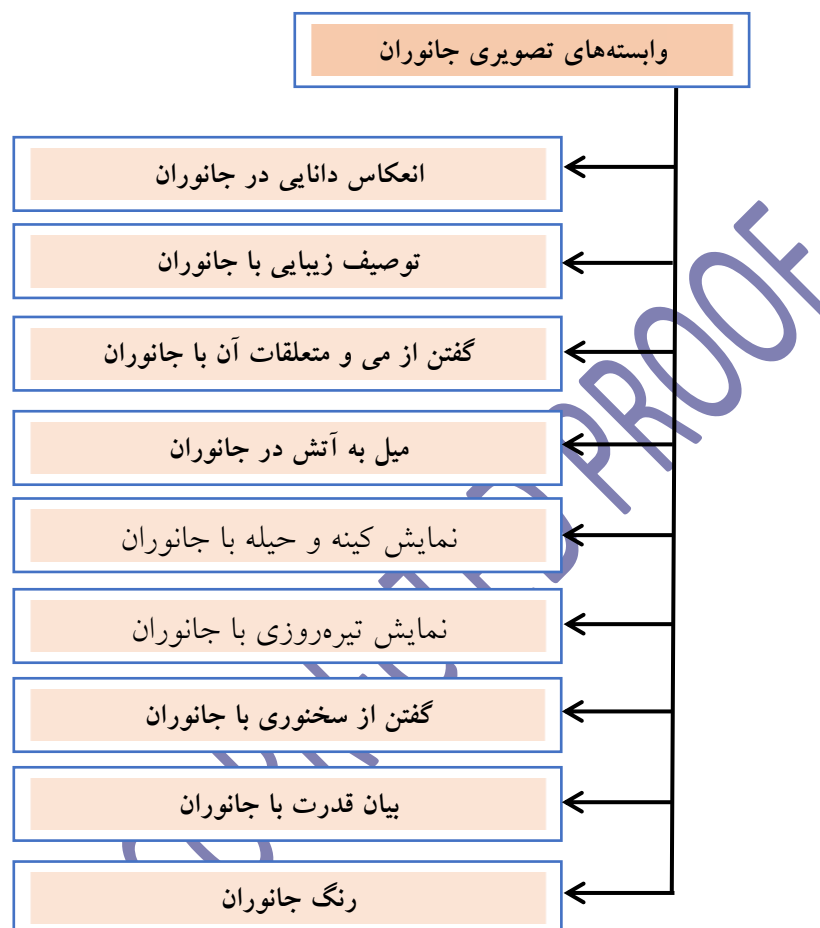 وابسته‌های تصویری جانوران
انعکاس دانایی در جانوران
توصیف زیبایی با جانوران
گفتن از می و متعلقات آن با جانوران
میل به آتش در جانوران
نمایش کینه و حیله با جانوران
نمایش تیره‌روزی با جانوران
گفتن از سخنوری با جانوران
بیان قدرت با جانوران
رنگ جانوران
PROOF